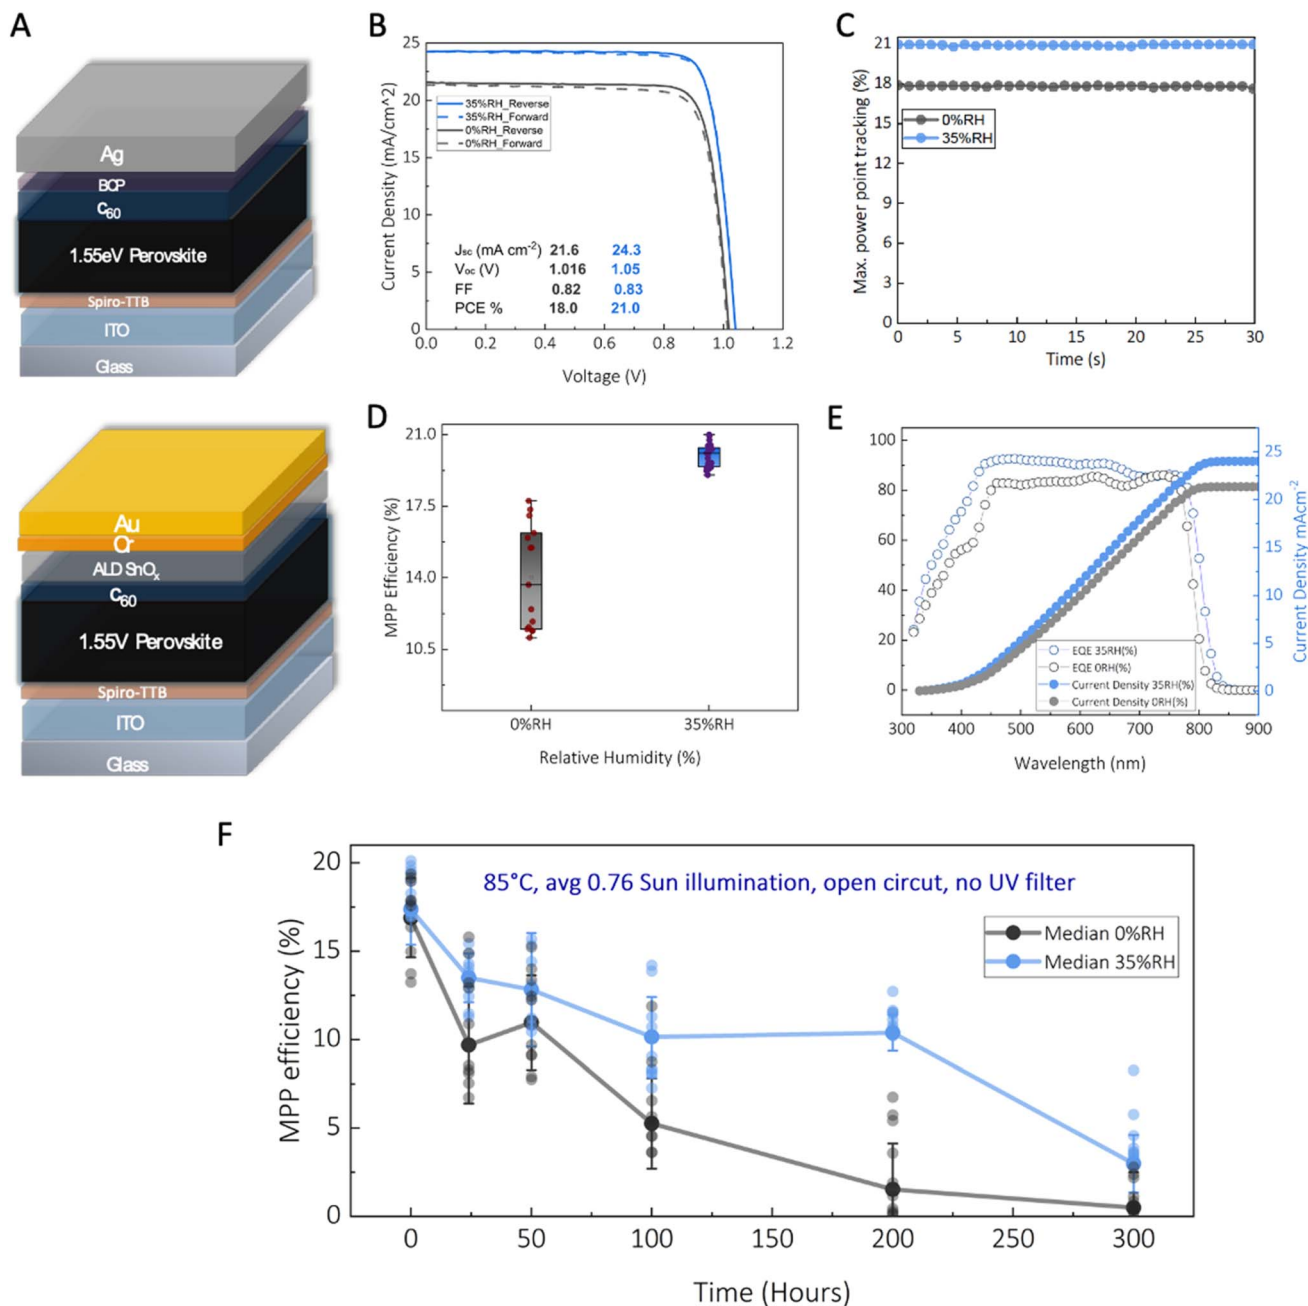 A
Ag
BCP
C60
1.55eV Perovskite
Spiro-TTB
ITO
Glass
Au
Cr
ALD SnOx
C60
1.55V Perovskite
Spiro-TTB
ITO
Glass
B
25
20
15
10
5
0
0.0 0.2 0.4 0.6 0.8 1.0 1.2
Current Density (mA/cm^2)
Voltage (V)
35%RH_Reverse
35%RH_Forward
0%RH_Reverse
0%RH_Forward
Jsc (mA cm-2) 21.6 24.3
Voc (V) 1.016 1.05
FF 0.82 0.83
PCE % 18.0 21.0
C
21
18
15
12
9
6
3
0
0 5 10 15 20 25 30
Max. power point tracking (%)
Time (s)
0%RH
35%RH
D
21.0
17.5
14.0
10.5
MPP Efficiency (%)
0%RH 35%RH
Relative Humidity (%)
E
100
80
60
40
20
0
25
20
15
10
5
0
Current Density mAcm-2
300 400 500 600 700 800 900
Wavelength (nm)
EQE 35RH(%)
EQE 0RH(%)
Current Density 35RH(%)
Current Density 0RH(%)
F
20
15
10
5
0
MPP efficiency (%)
85°C, avg 0.76 Sun illumination, open circut, no UV filter
Median 0%RH
Median 35%RH
0 50 100 150 200 250 300
Time (Hours)